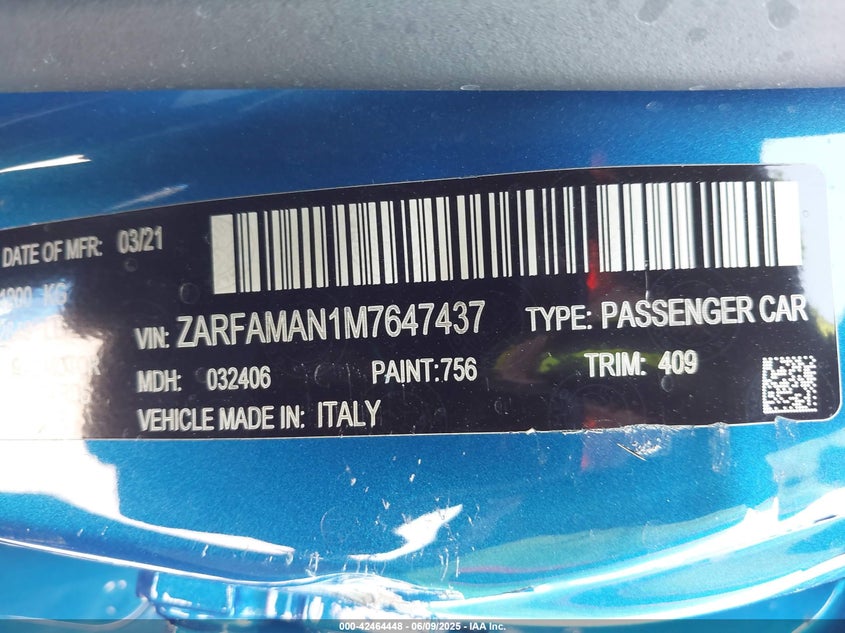 DATE OF MFR: 03/21
VIN: ZARFAMAN1M7647437 TYPE: PASSENGER CAR
MDH: 032406 PAINT:756 TRIM: 409
VEHICLE MADE IN: ITALY
000-42464448 - 06/09/2025 - IAA Inc.